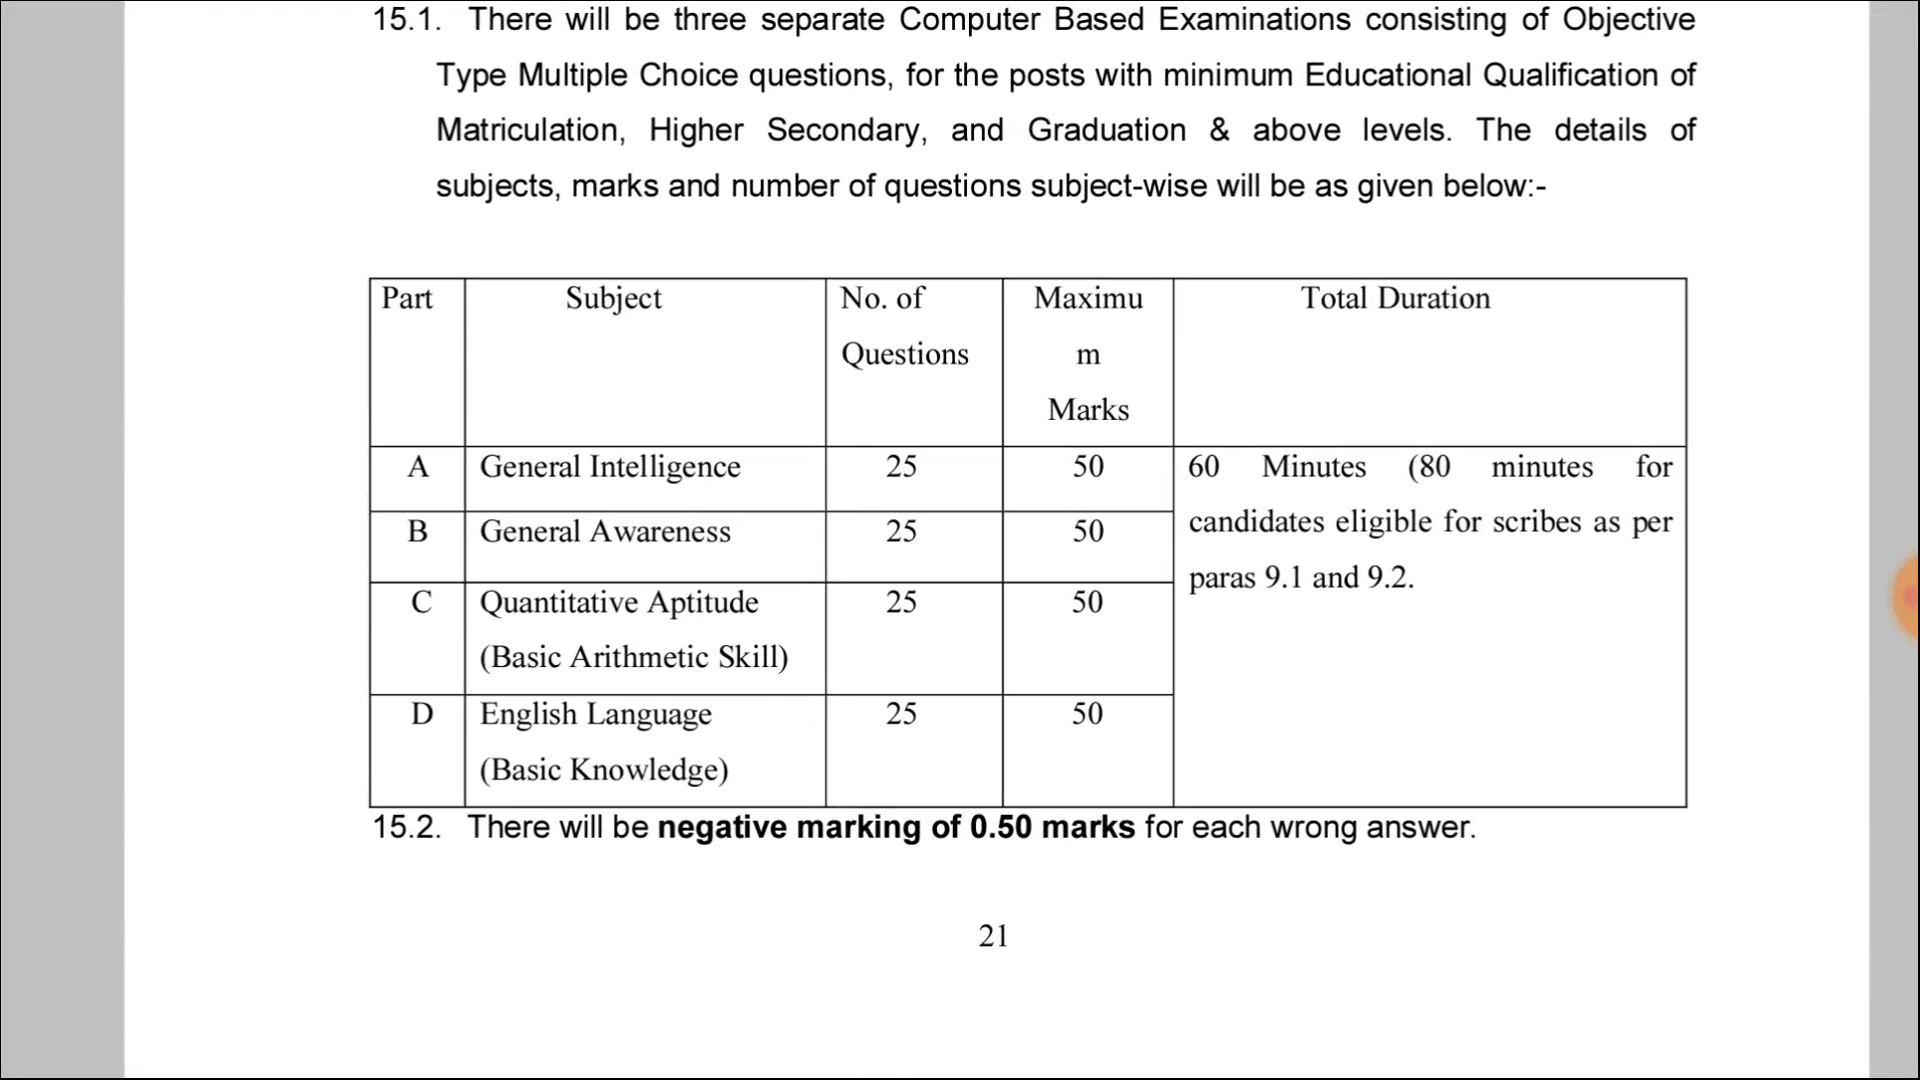 15.1. There will be three separate Computer Based Examinations consisting of Objective
Type Multiple Choice questions, for the posts with minimum Educational Qualification of
Matriculation, Higher Secondary, and Graduation & above levels. The details of
subjects, marks and number of questions subject-wise will be as given below:-
Part Subject No. of Maximu Total Duration
Questions m
Marks
A General Intelligence 25 50 60 Minutes (80 minutes for
candidates eligible for scribes as per
B General Awareness 25 50
paras 9.1 and 9.2.
C Quantitative Aptitude 25 50
(Basic Arithmetic Skill)
D English Language 25 50
(Basic Knowledge)
15.2. There will be negative marking of 0.50 marks for each wrong answer.
21